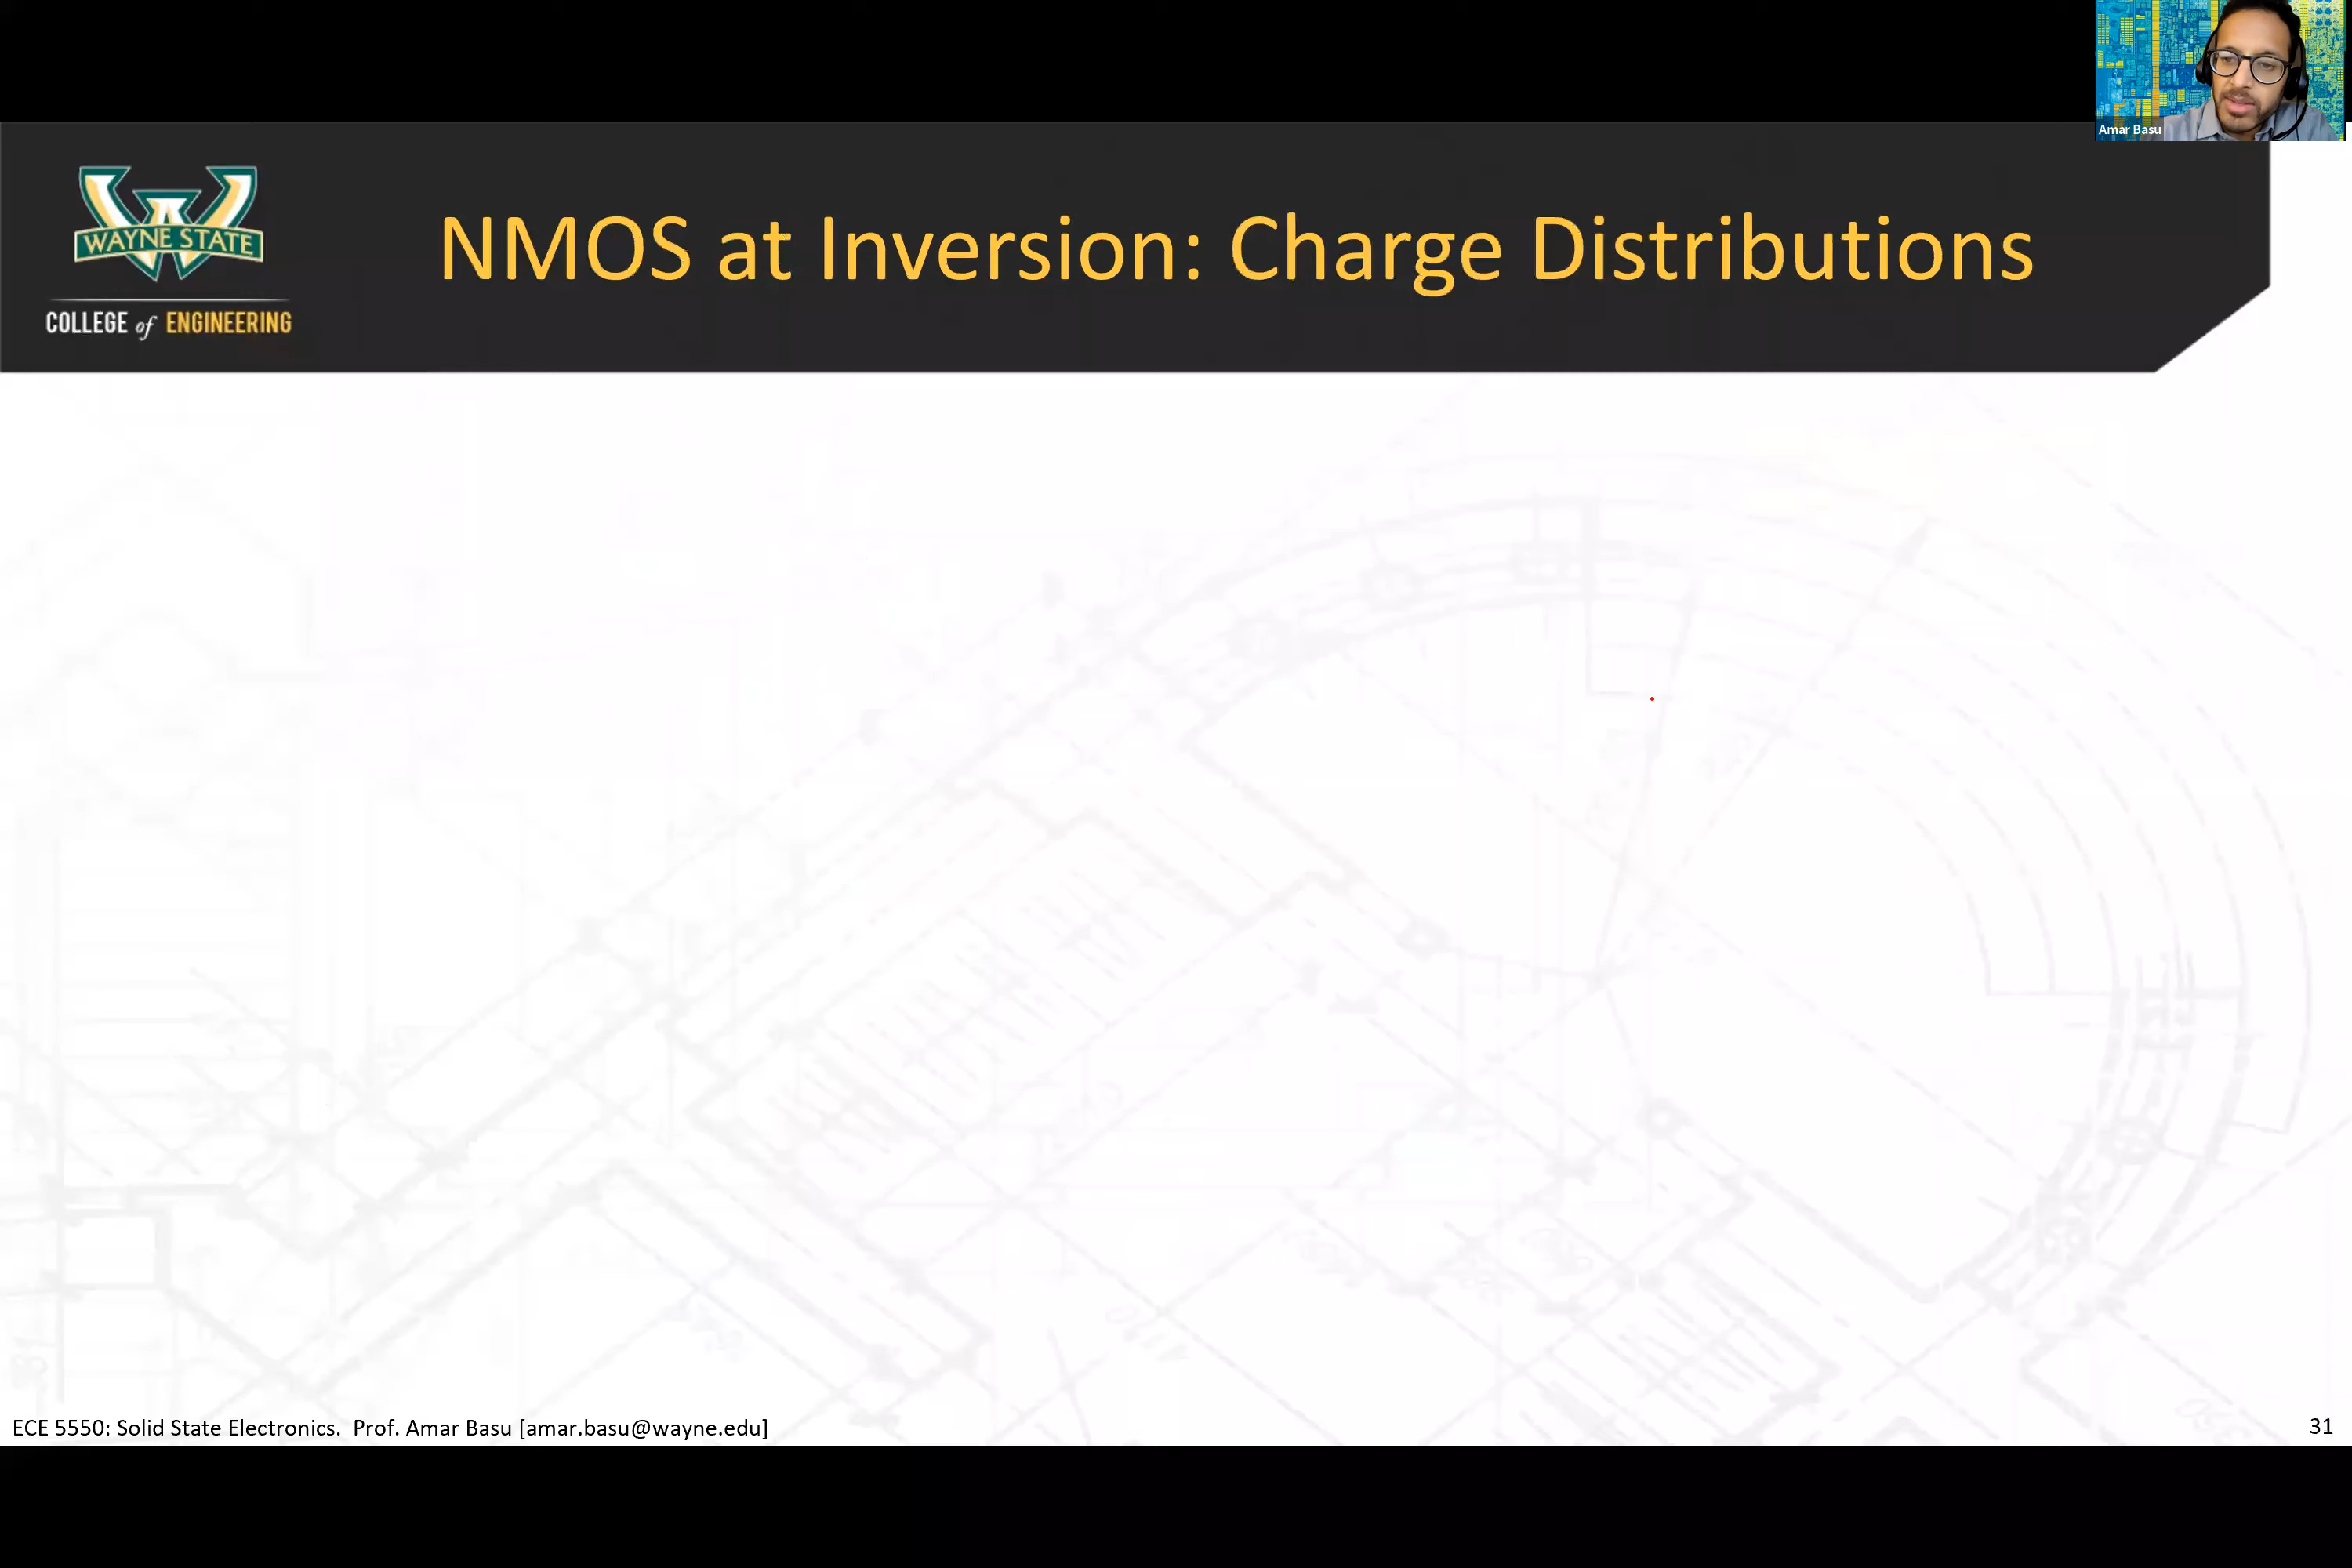 Amar Basu
WAYNE STATE
COLLEGE of ENGINEERING
NMOS at Inversion: Charge Distributions
ECE 5550: Solid State Electronics.  Prof. Amar Basu [amar.basu@wayne.edu]
31